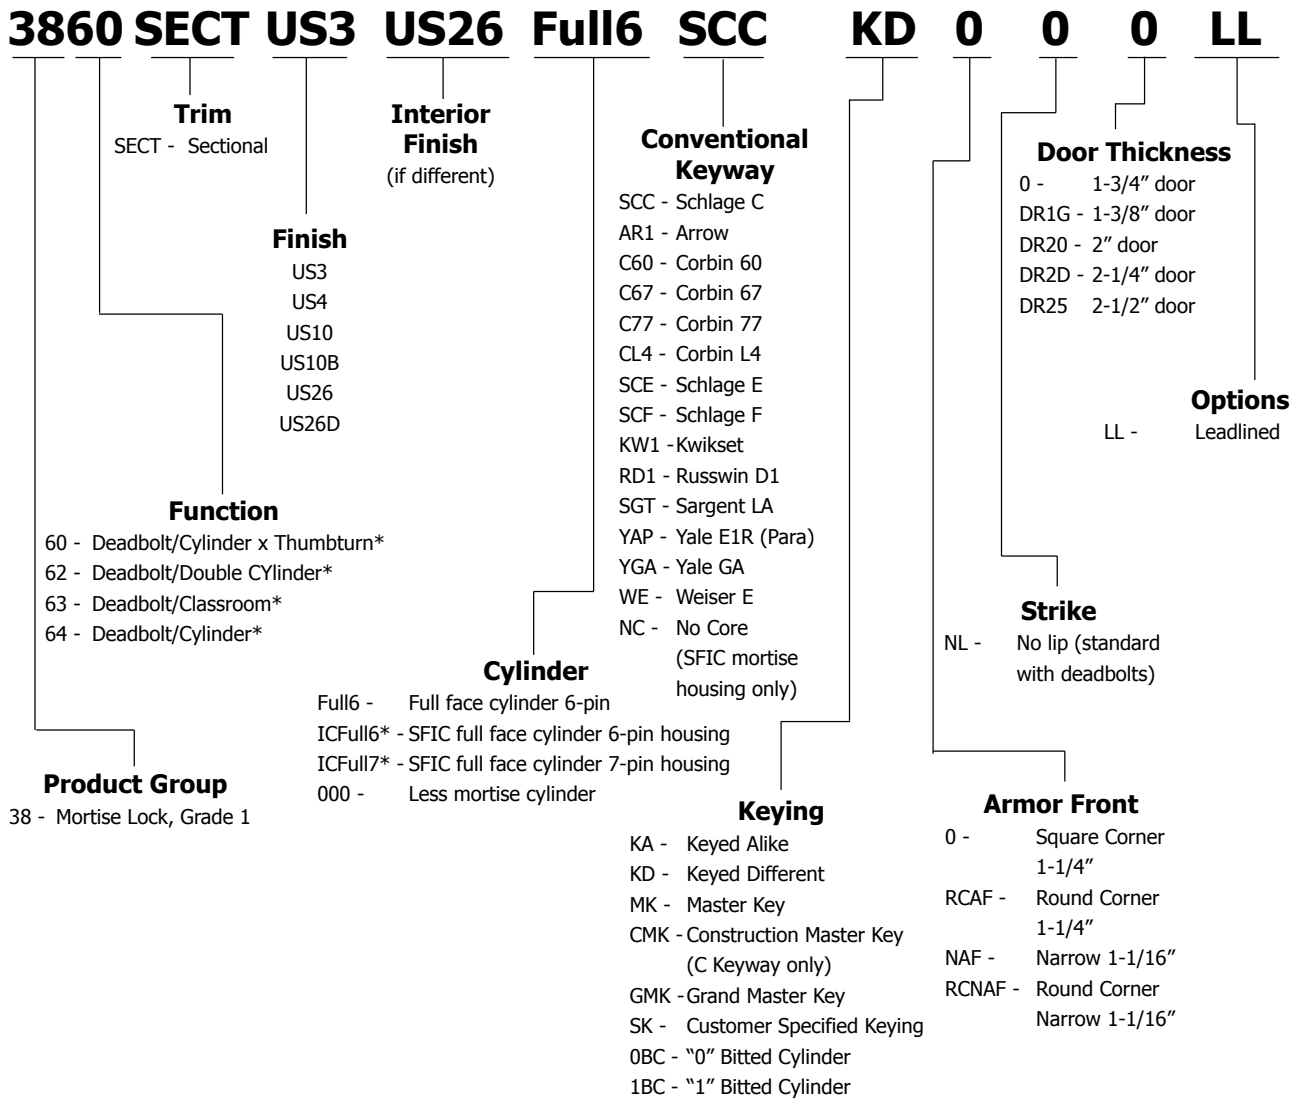 3860 SECT US3 US26 Full6 SCC KD 0 0 0 LL
Trim
SECT - Sectional
Interior
Finish
(if different)
Finish
US3
US4
US10
US10B
US26
US26D
Function
60 - Deadbolt/Cylinder x Thumbturn*
62 - Deadbolt/Double CYlinder*
63 - Deadbolt/Classroom*
64 - Deadbolt/Cylinder*
Product Group
38 - Mortise Lock, Grade 1
Cylinder
Full6 - Full face cylinder 6-pin
ICFull6* - SFIC full face cylinder 6-pin housing
ICFull7* - SFIC full face cylinder 7-pin housing
000 - Less mortise cylinder
Conventional
Keyway
SCC - Schlage C
AR1 - Arrow
C60 - Corbin 60
C67 - Corbin 67
C77 - Corbin 77
CL4 - Corbin L4
SCE - Schlage E
SCF - Schlage F
KW1 -Kwikset
RD1 - Russwin D1
SGT - Sargent LA
YAP - Yale E1R (Para)
YGA - Yale GA
WE - Weiser E
NC - No Core
(SFIC mortise
housing only)
Keying
KA - Keyed Alike
KD - Keyed Different
MK - Master Key
CMK -Construction Master Key
(C Keyway only)
GMK -Grand Master Key
SK - Customer Specified Keying
0BC - “0” Bitted Cylinder
1BC - “1” Bitted Cylinder
Door Thickness
0 - 1-3/4” door
DR1G - 1-3/8” door
DR20 - 2” door
DR2D - 2-1/4” door
DR25 2-1/2” door
Options
LL - Leadlined
Strike
NL - No lip (standard
with deadbolts)
Armor Front
0 - Square Corner
1-1/4”
RCAF - Round Corner
1-1/4”
NAF - Narrow 1-1/16”
RCNAF - Round Corner
Narrow 1-1/16”